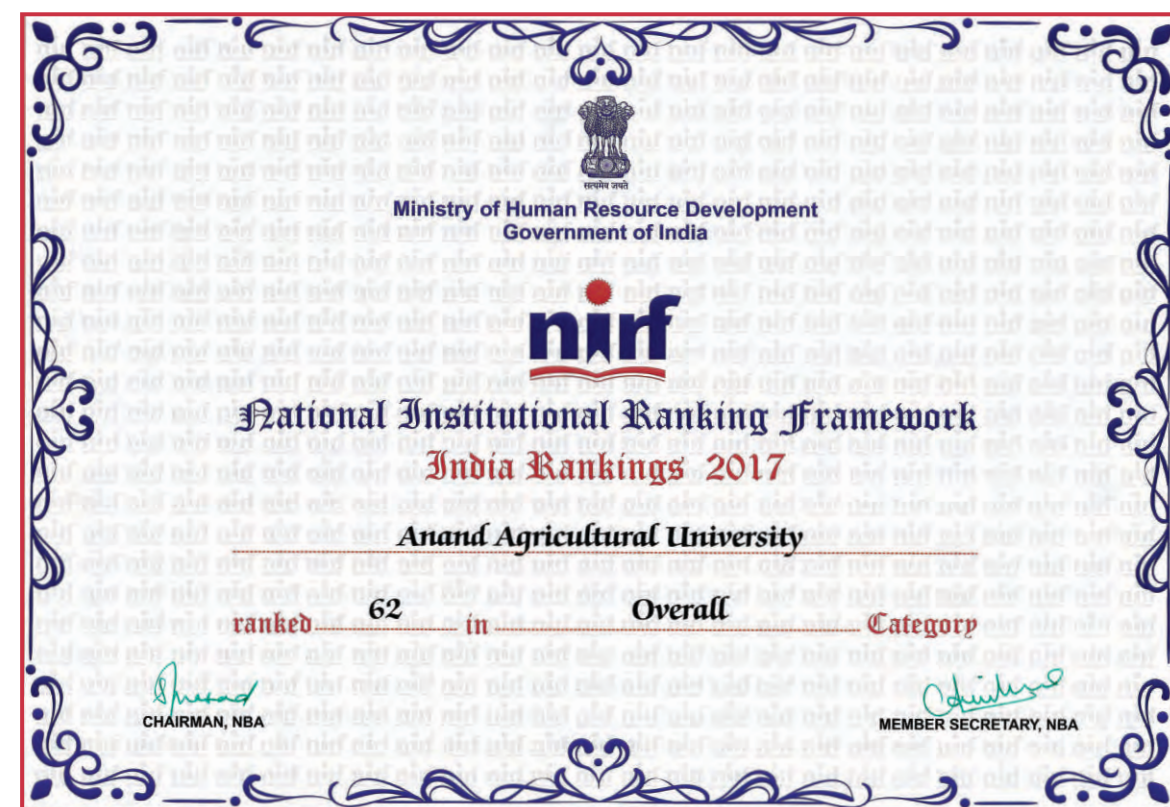 सत्यमेव जयते
Ministry of Human Resource Development
Government of India
nirf
National Institutional Ranking Framework
India Rankings 2017
Anand Agricultural University
ranked 62 in Overall Category
CHAIRMAN, NBA
MEMBER SECRETARY, NBA